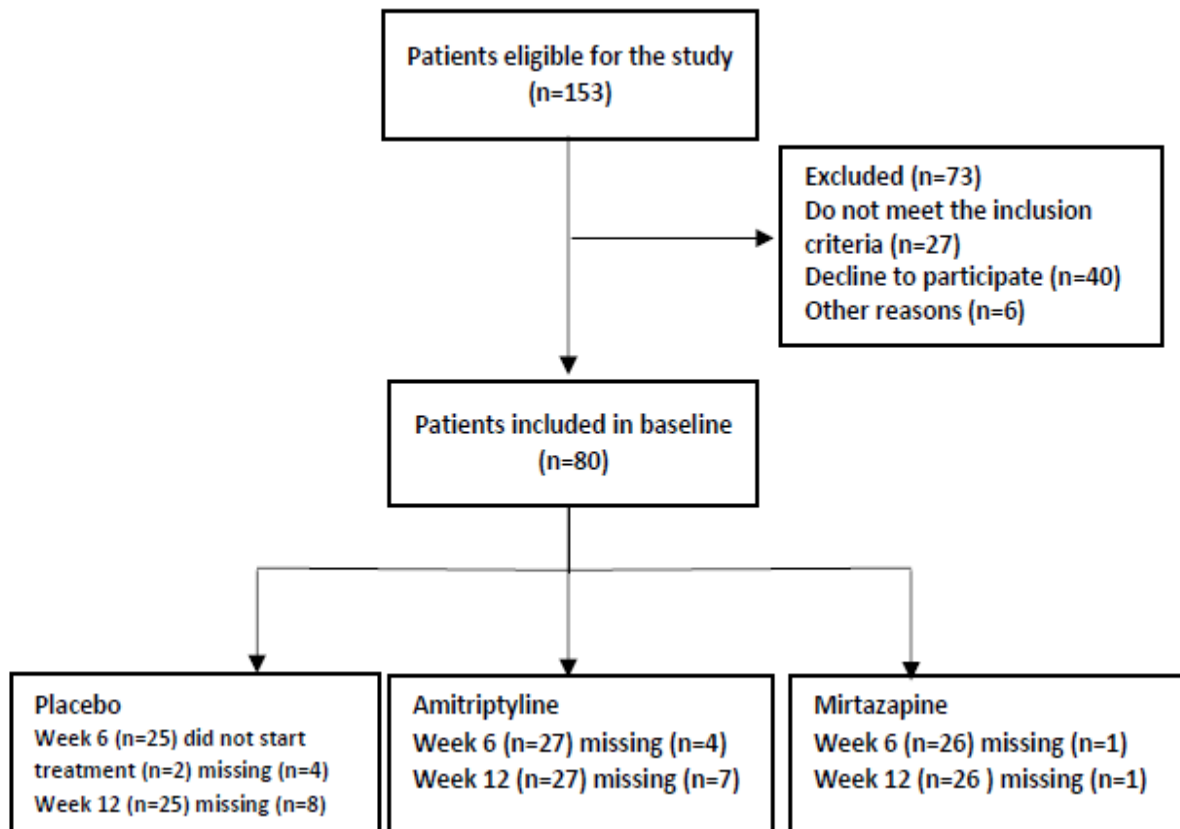 Patients eligible for the study
(n=153)
Excluded (n=73)
Do not meet the inclusion
criteria (n=27)
Decline to participate (n=40)
Other reasons (n=6)
Patients included in baseline
(n=80)
Placebo
Week 6 (n=25) did not start
treatment (n=2) missing (n=4)
Week 12 (n=25) missing (n=8)
Amitriptyline
Week 6 (n=27) missing (n=4)
Week 12 (n=27) missing (n=7)
Mirtazapine
Week 6 (n=26) missing (n=1)
Week 12 (n=26 ) missing (n=1)